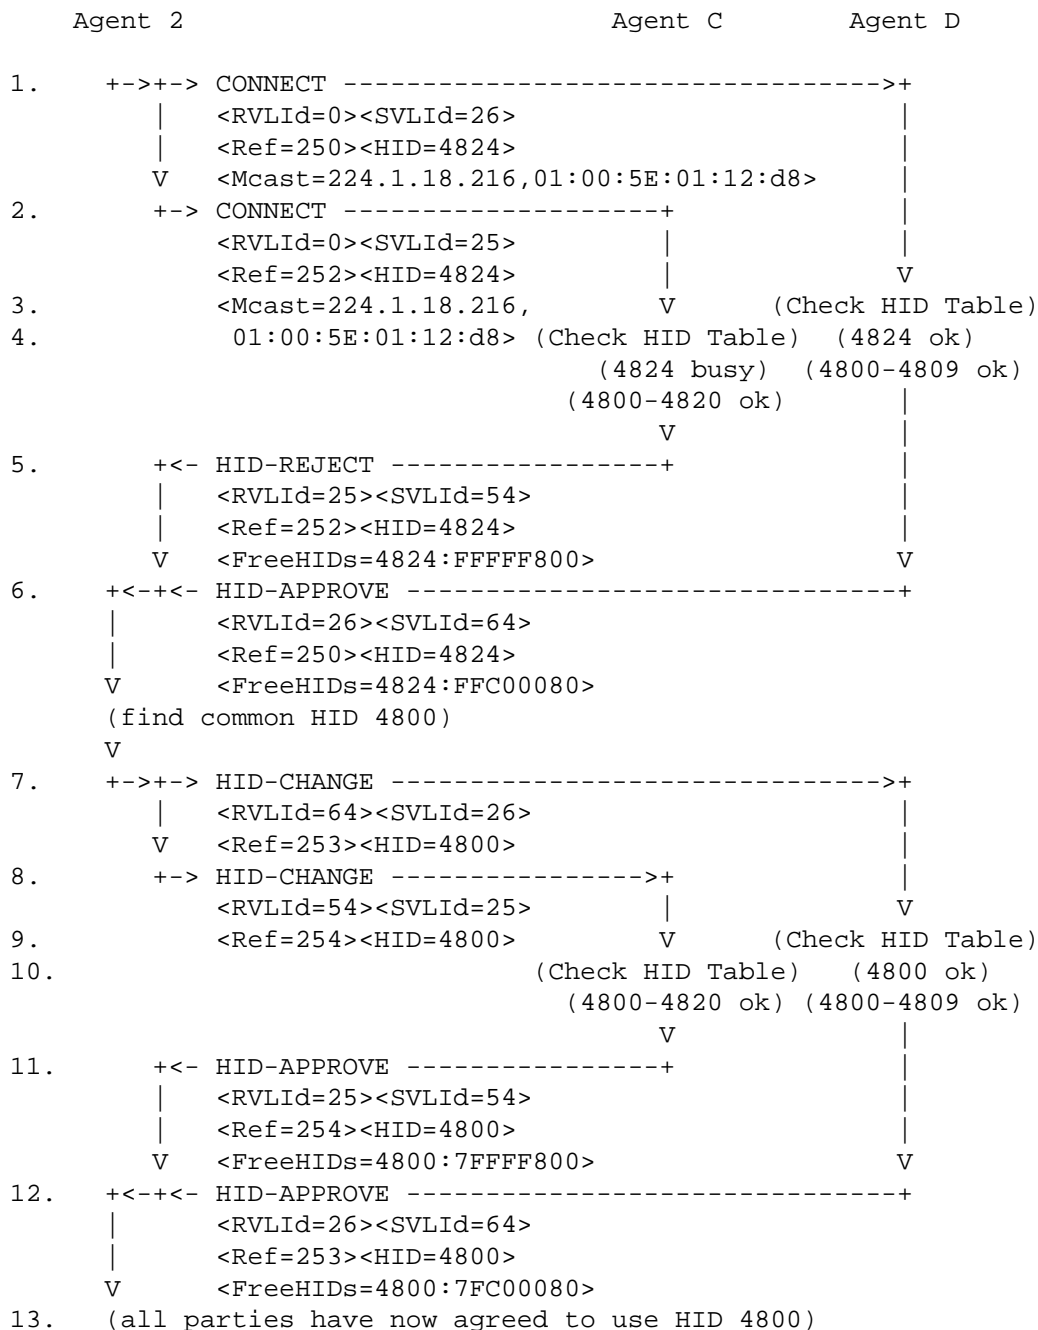 Agent 2                           Agent C        Agent D

1.    +->+-> CONNECT ---------------------------------->+
         |   <RVLId=0><SVLId=26>                        |
         |   <Ref=250><HID=4824>                        |
         V   <Mcast=224.1.18.216,01:00:5E:01:12:d8>     |
2.       +-> CONNECT --------------------+              |
             <RVLId=0><SVLId=25>         |              |
             <Ref=252><HID=4824>         |              V
3.           <Mcast=224.1.18.216,        V      (Check HID Table)
4.            01:00:5E:01:12:d8> (Check HID Table)  (4824 ok)
                                     (4824 busy)  (4800-4809 ok)
                                   (4800-4820 ok)       |
                                         V              |
5.       +<- HID-REJECT -----------------+              |
         |   <RVLId=25><SVLId=54>                       |
         |   <Ref=252><HID=4824>                        |
         V   <FreeHIDs=4824:FFFFF800>                   V
6.    +<-+<- HID-APPROVE -------------------------------+
      |      <RVLId=26><SVLId=64>
      |      <Ref=250><HID=4824>
      V      <FreeHIDs=4824:FFC00080>
      (find common HID 4800)
      V
7.    +->+-> HID-CHANGE ------------------------------->+
         |   <RVLId=64><SVLId=26>                       |
         V   <Ref=253><HID=4800>                        |
8.       +-> HID-CHANGE ---------------->+              |
             <RVLId=54><SVLId=25>        |              V
9.           <Ref=254><HID=4800>         V      (Check HID Table)
10.                              (Check HID Table)   (4800 ok)
                                   (4800-4820 ok) (4800-4809 ok)
                                         V              |
11.      +<- HID-APPROVE ----------------+              |
         |   <RVLId=25><SVLId=54>                       |
         |   <Ref=254><HID=4800>                        |
         V   <FreeHIDs=4800:7FFFF800>                   V
12.   +<-+<- HID-APPROVE -------------------------------+
      |      <RVLId=26><SVLId=64>
      |      <Ref=253><HID=4800>
      V      <FreeHIDs=4800:7FC00080>
13.   (all parties have now agreed to use HID 4800)